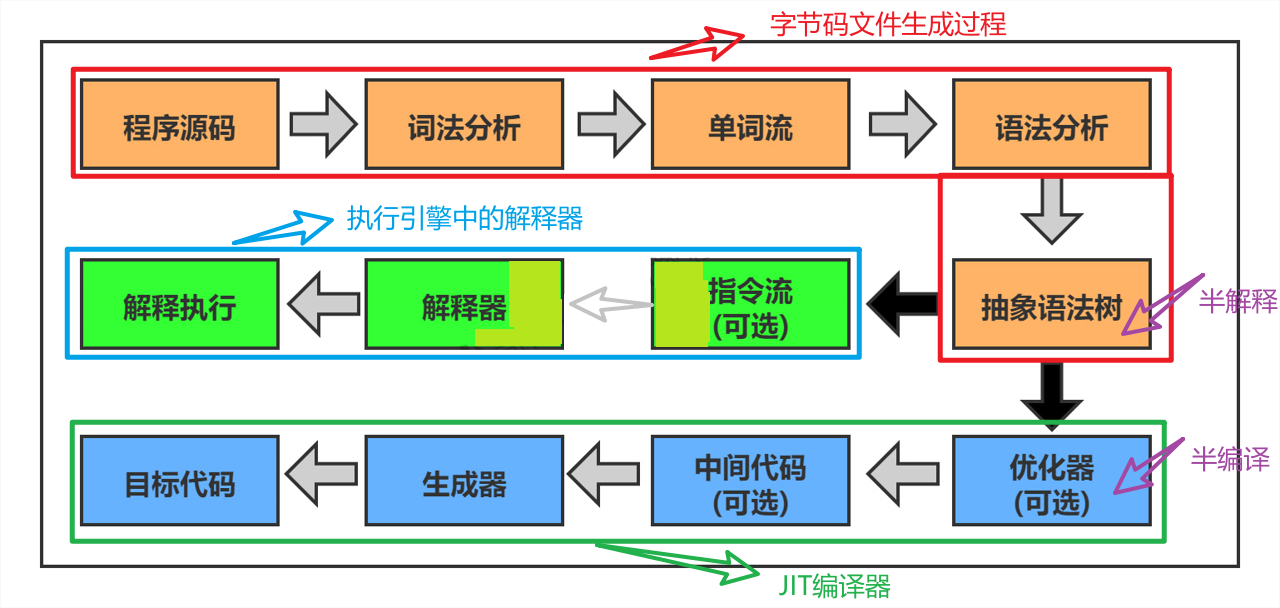 字节码文件生成过程
程序源码
词法分析
单词流
语法分析
执行引擎中的解释器
解释执行
解释器
指令流
(可选)
抽象语法树
半解释
目标代码
生成器
中间代码
(可选)
优化器
(可选)
半编译
JIT编译器